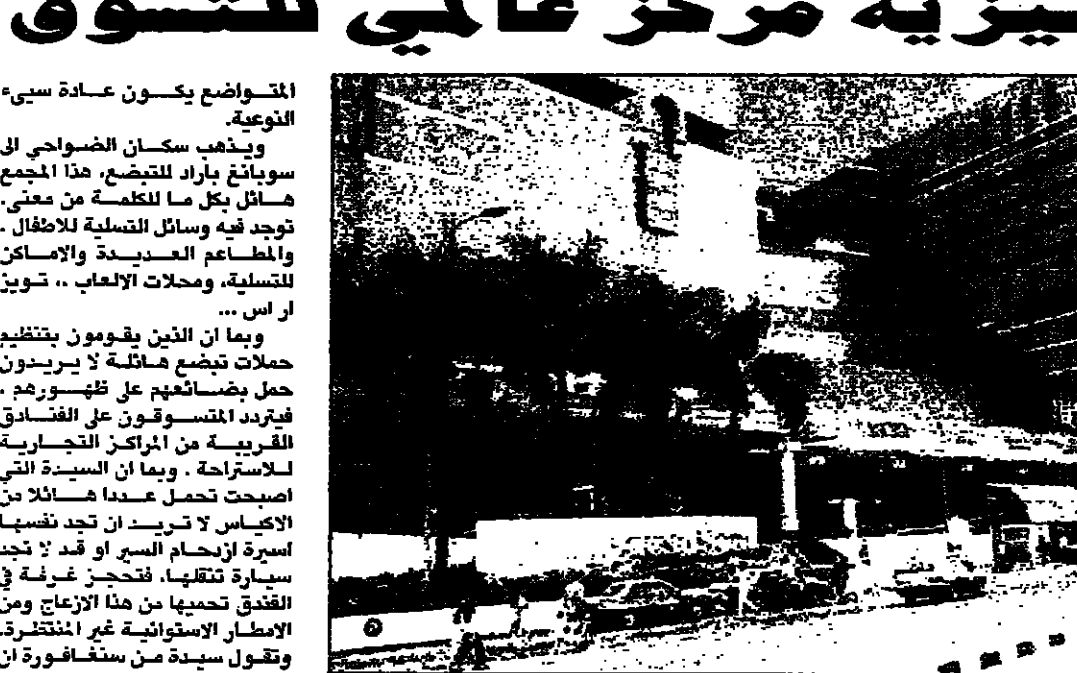 يزية مركز عالمي للتسوق
المتواضع يكون عادة سيىء
النوعية.
ويذهب سكان الضواحي الى
سوبانغ باراد للتبضع، هذا المجمع
هائل بكل ما للكلمة من معنى.
توجد فيه وسائل التسلية للاطفال .
والمطاعم العديدة والاماكن
للتسلية، ومحلات الالعاب .. تويز
ار اس ...
وبما ان الذين يقومون بتنظيم
حملات تبضع هائلة لا يريدون
حمل بضائعهم على ظهورهم .
فيتردد المتسوقون على الفنادق
القريبة من المراكز التجارية
للاستراحة . وبما ان السيدة التي
اصبحت تحمل عددا هائلا من
الاكياس لا تريد ان تجد نفسها
اسيرة ازدحام السير او قد لا تجد
سيارة تنقلها، فتحجز غرفة في
الفندق تحميها من هذا الازعاج ومن
الامطار الاستوائية غير المنتظرة.
وتقول سيدة من سنغافورة ان